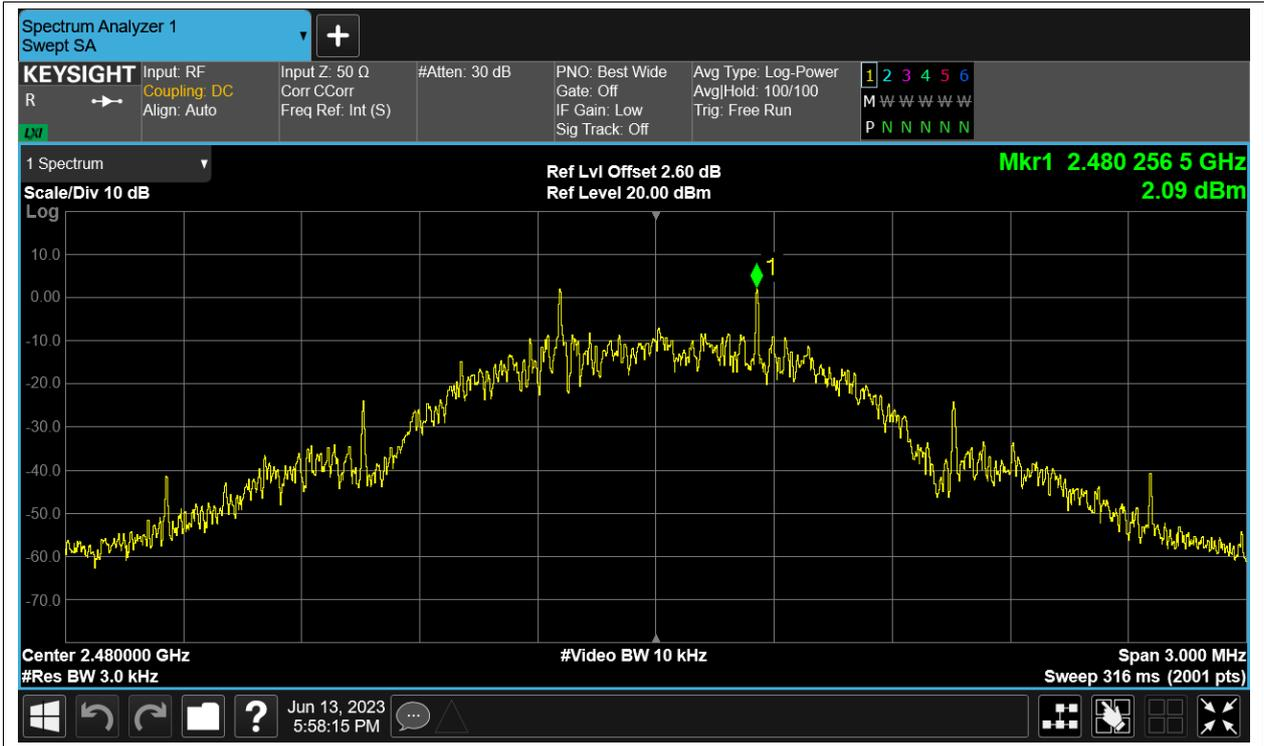 Spectrum Analyzer 1
Swept SA
+
KEYSIGHT
R
LXI
Input: RF
Coupling: DC
Align: Auto
Input Z: 50 Ω
Corr CCorr
Freq Ref: Int (S)
#Atten: 30 dB
PNO: Best Wide
Gate: Off
IF Gain: Low
Sig Track: Off
Avg Type: Log-Power
Avg|Hold: 100/100
Trig: Free Run
1 2 3 4 5 6
M W W W W W W
P N N N N N
1 Spectrum
Scale/Div 10 dB
Ref Lvl Offset 2.60 dB
Ref Level 20.00 dBm
Mkr1 2.480 256 5 GHz
2.09 dBm
Log
1
10.0
0.00
-10.0
-20.0
-30.0
-40.0
-50.0
-60.0
-70.0
Center 2.480000 GHz
#Res BW 3.0 kHz
#Video BW 10 kHz
Span 3.000 MHz
Sweep 316 ms (2001 pts)
?
Jun 13, 2023
5:58:15 PM